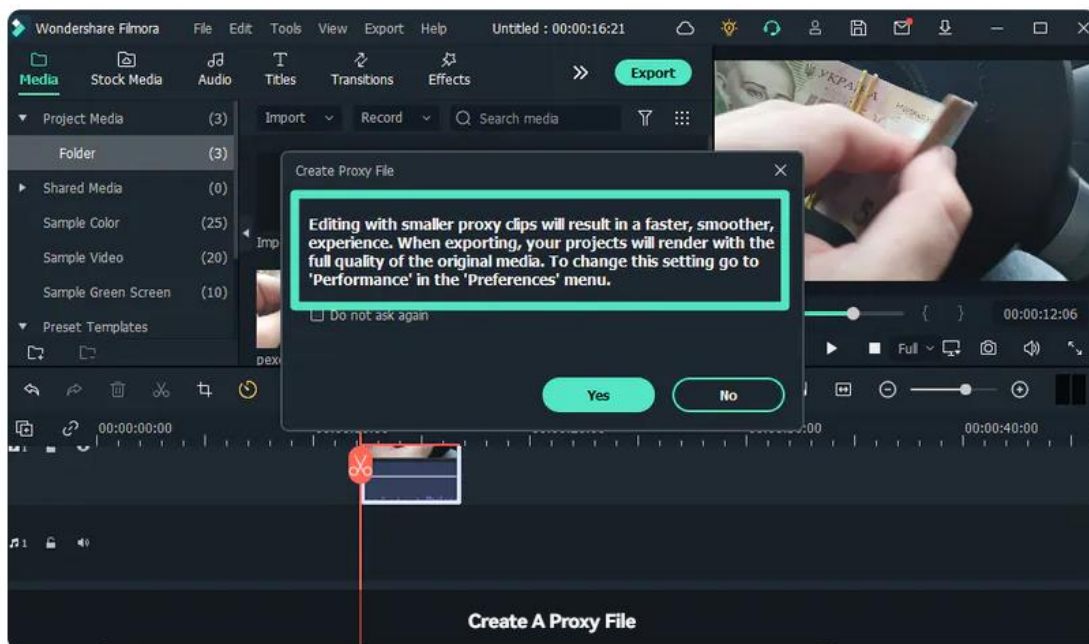 Wondershare Filmora File Edit Tools View Export Help Untitled : 00:00:16:21
Media Stock Media Audio Titles Transitions Effects Export
Project Media (3)
Import Record Search media
Folder (3)
Shared Media (0)
Sample Color (25)
Sample Video (20)
Sample Green Screen (10)
Preset Templates
Imp
pex
УКРАЇНА
Create Proxy File
Editing with smaller proxy clips will result in a faster, smoother,
experience. When exporting, your projects will render with the
full quality of the original media. To change this setting go to
'Performance' in the 'Preferences' menu.
Do not ask again
Yes No
00:00:12:06
Full
00:00:00:00
00:00:40:00
1
Create A Proxy File